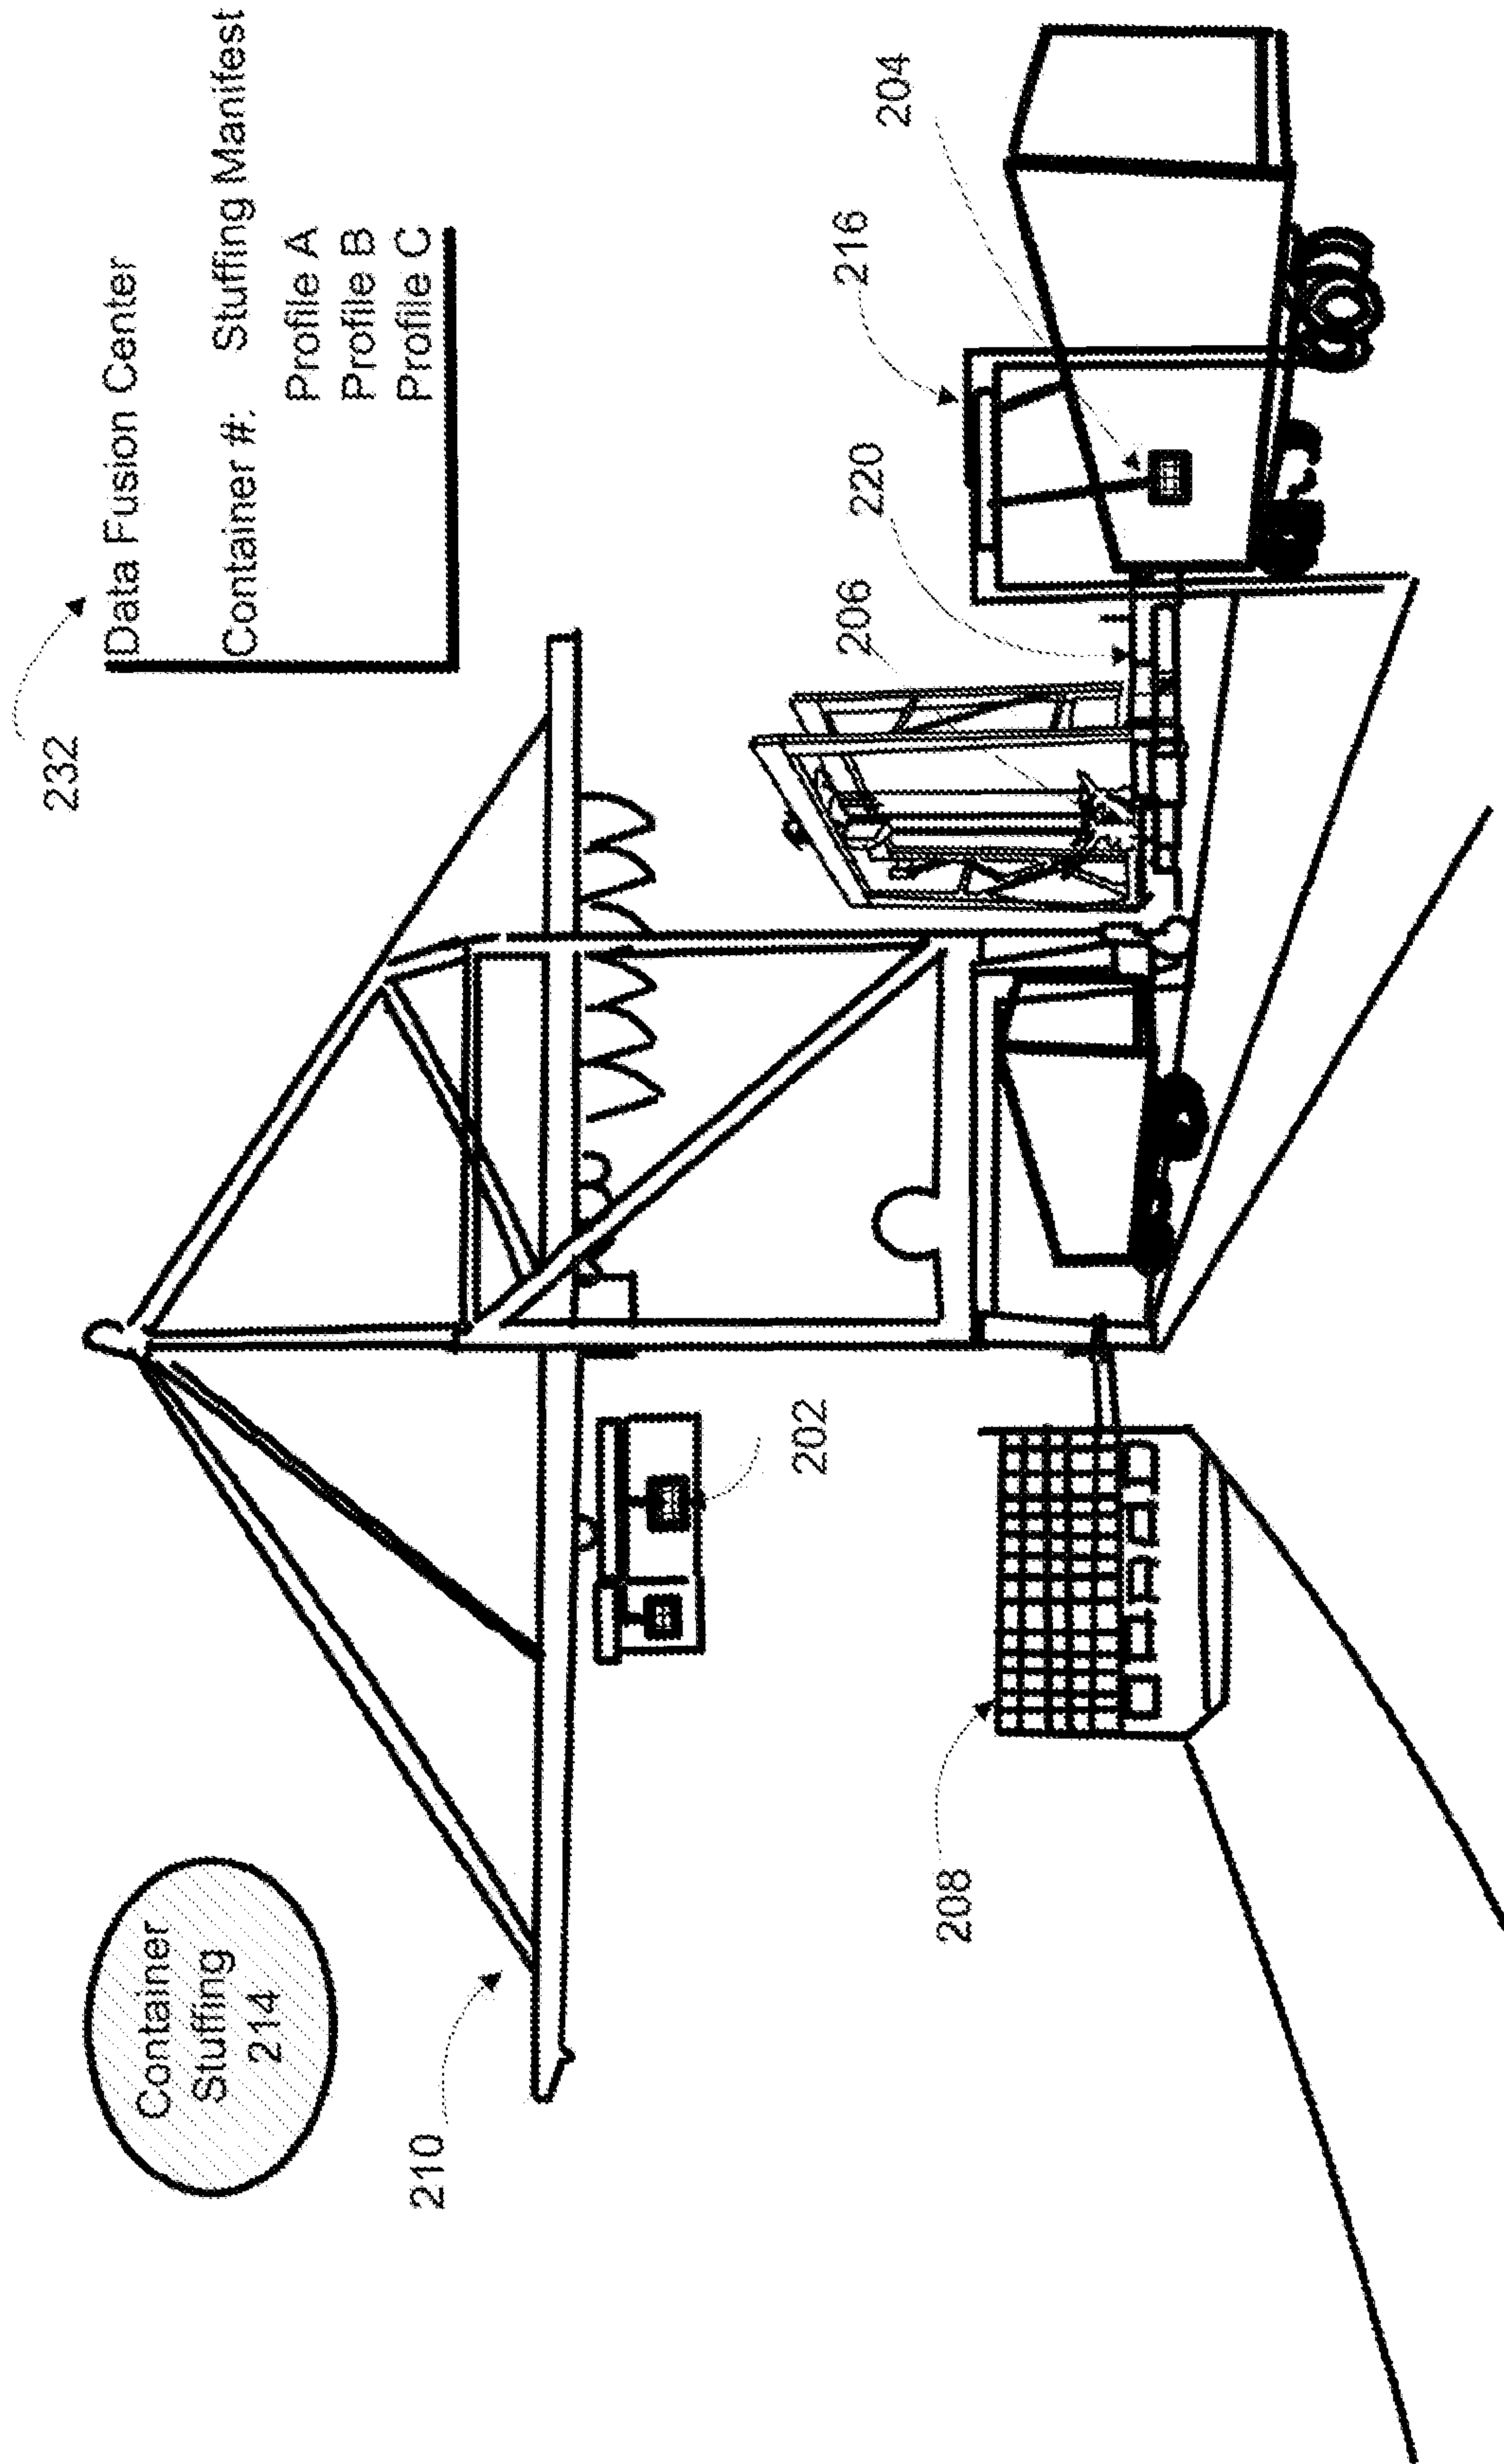 Container
Stuffing
214
210
232
Data Fusion Center
Container #: Stuffing Manifest
Profile A
Profile B
Profile C
202
208
206
220
216
204